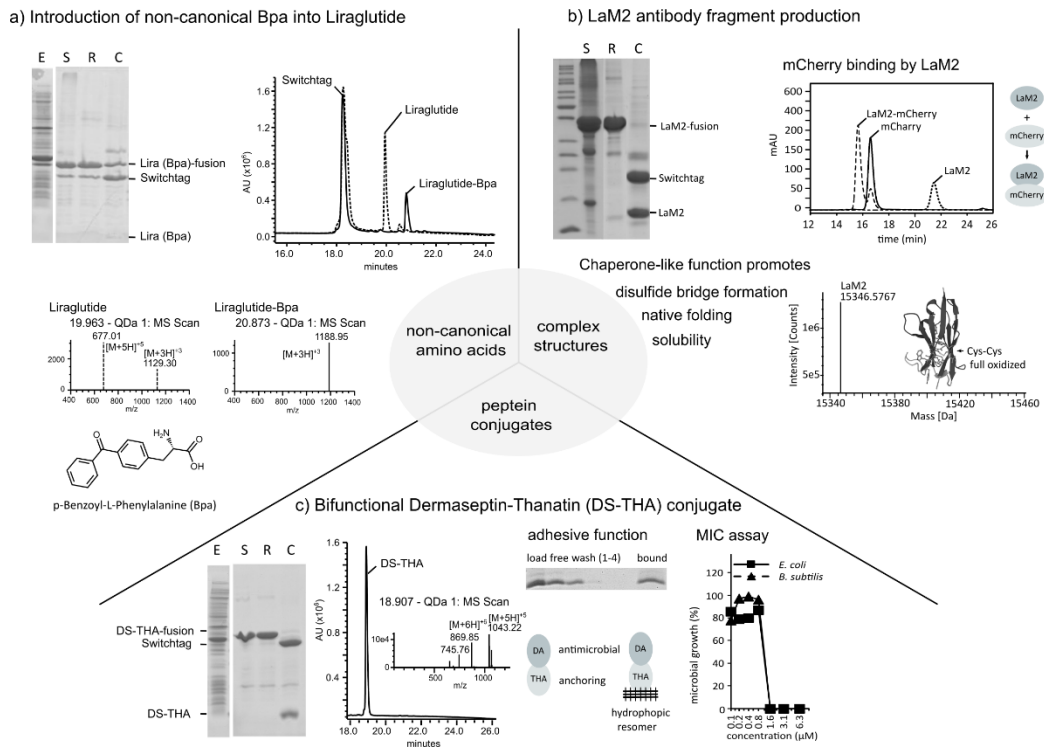 a) Introduction of non-canonical Bpa into Liraglutide
E S R C
Lira (Bpa)-fusion
Switchtag
Lira (Bpa)
Switchtag
Liraglutide
Liraglutide-Bpa
AU (x10⁶)
1.6
1.2
0.8
0.4
0.0
16.0 18.0 20.0 22.0 24.0
minutes
Liraglutide
19.963 - QDa 1: MS Scan
677.01
[M+5H]⁺⁵
[M+3H]⁺³
1129.30
2000
0
400 600 800 1000 1200 1400
m/z
Liraglutide-Bpa
20.873 - QDa 1: MS Scan
1188.95
[M+3H]⁺³
1000
0
400 600 800 1000 1200 1400
m/z
O
H₂N
O
OH
p-Benzoyl-L-Phenylalanine (Bpa)
b) LaM2 antibody fragment production
S R C
LaM2-fusion
Switchtag
LaM2
mCherry binding by LaM2
mAU
600
400
200
150
100
50
0
LaM2-mCherry
mCharry
LaM2
12 14 16 18 20 22 24 26
time (min)
LaM2
+
mCherry
LaM2
mCherry
Chaperone-like function promotes
disulfide bridge formation
native folding
solubility
LaM2
15346.5767
Intensity [Counts]
1e6
5e5
Cys-Cys
full oxidized
15340 15380 15420 15460
Mass [Da]
non-canonical
amino acids
complex
structures
peptein
conjugates
c) Bifunctional Dermaseptin-Thanatin (DS-THA) conjugate
E S R C
DS-THA-fusion
Switchtag
DS-THA
AU (x10⁶)
1.6
1.2
0.8
0.4
0.0
DS-THA
18.0 20.0 22.0 24.0 26.0
minutes
18.907 - QDa 1: MS Scan
[M+6H]⁺⁶
869.85
745.76
[M+5H]⁺⁵
1043.22
10e4
0
500 1000
m/z
adhesive function
load free wash (1-4) bound
DA
antimicrobial
THA
anchoring
DA
THA
hydrophopic
resomer
MIC assay
E. coli
B. subtilis
microbial growth (%)
120
100
80
60
40
20
0
0.1
0.2
0.4
0.8
1.6
3.1
6.3
concentration (µM)